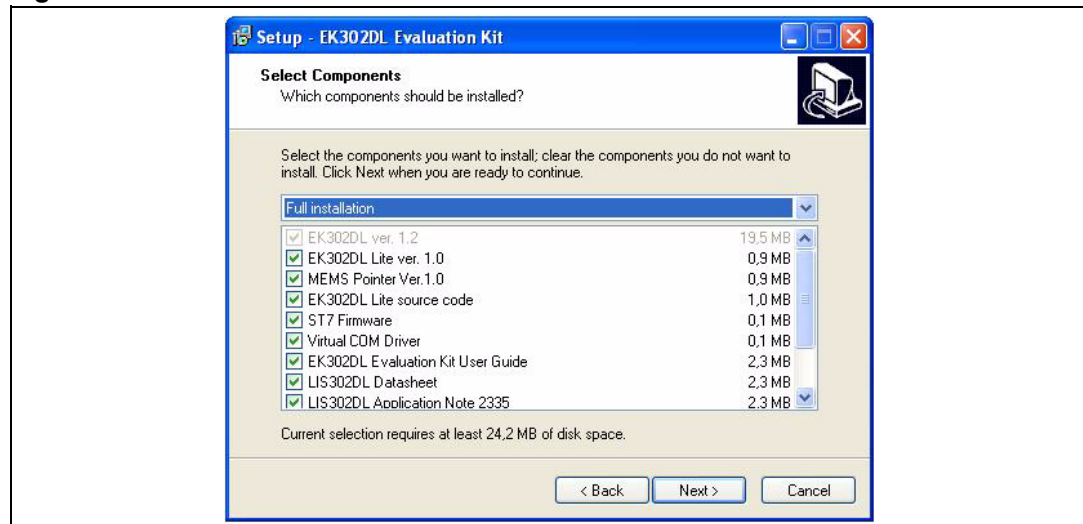 Setup - EK302DL Evaluation Kit
Select Components
Which components should be installed?
Select the components you want to install; clear the components you do not want to
install. Click Next when you are ready to continue.
Full installation
EK302DL ver. 1.2 19,5 MB
EK302DL Lite ver. 1.0 0,9 MB
MEMS Pointer Ver.1.0 0,9 MB
EK302DL Lite source code 1,0 MB
ST7 Firmware 0,1 MB
Virtual COM Driver 0,1 MB
EK302DL Evaluation Kit User Guide 2,3 MB
LIS302DL Datasheet 2,3 MB
LIS302DL Application Note 2335 2,3 MB
Current selection requires at least 24,2 MB of disk space.
< Back Next > Cancel